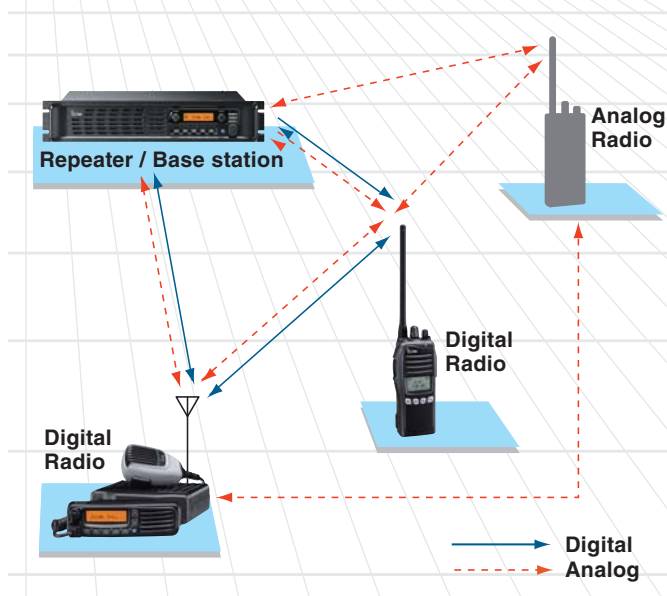 Repeater / Base station
Analog
Radio
Digital
Radio
Digital
Radio
Digital
Analog